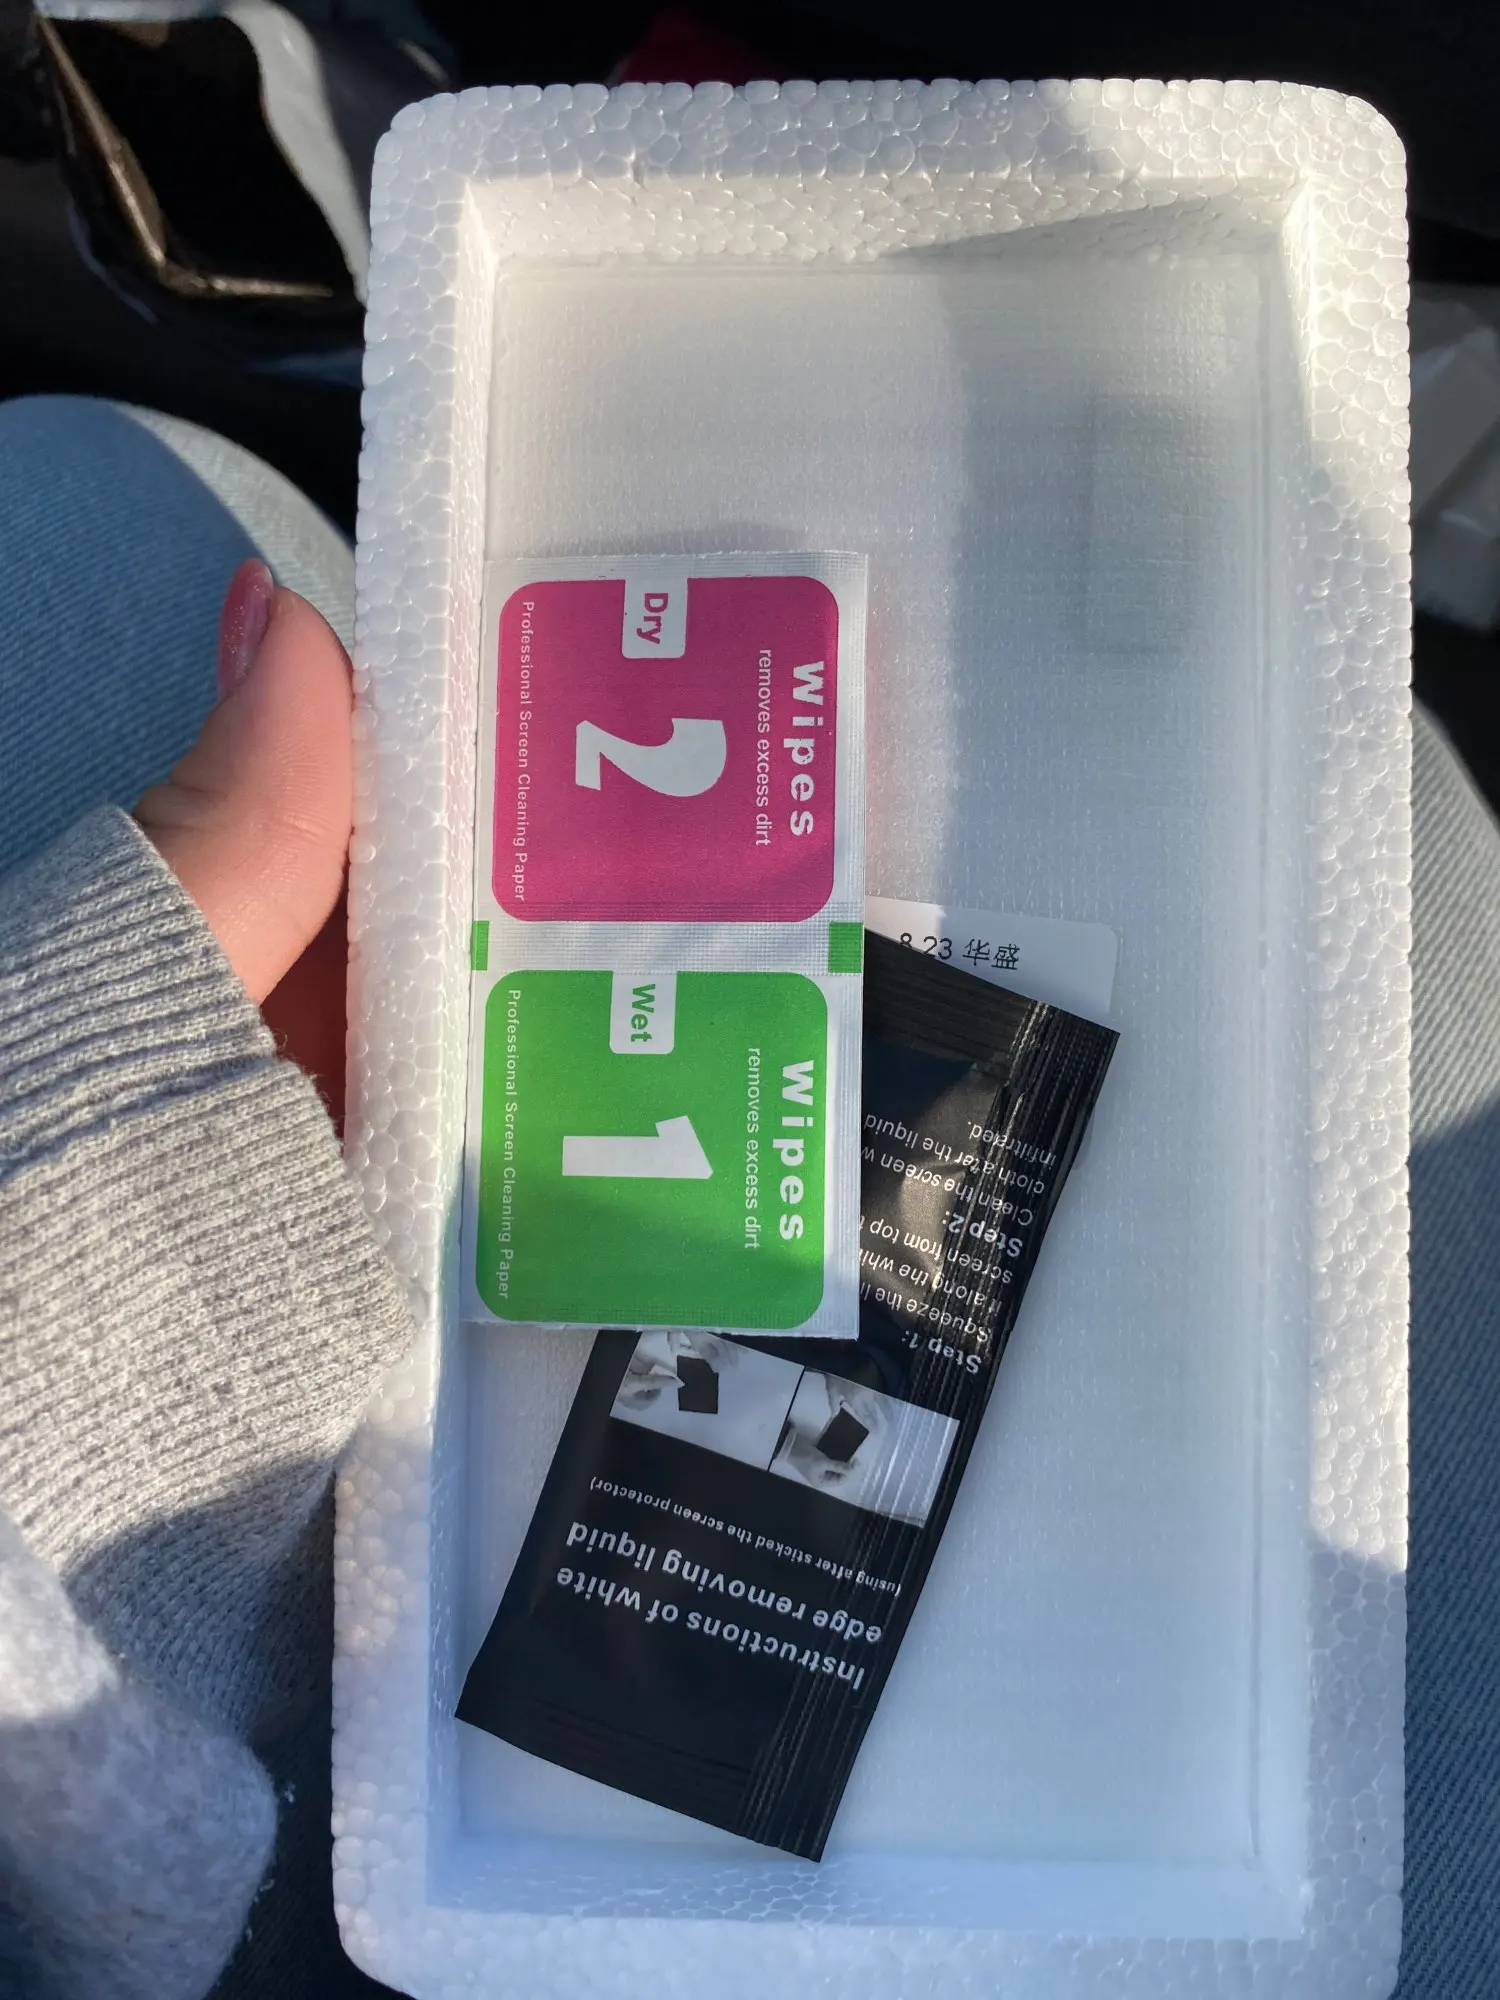 Wipes
removes excess dirt
2
Dry
Professional Screen Cleaning Paper
Wipes
removes excess dirt
1
Wet
Professional Screen Cleaning Paper
8 23 华盛
Instructions of white
edge removing liquid
(using after sticked the screen protector)
Step 1:
Squeeze the
it along the
screen from top
Step 2:
Clean the screen
cloth after the liquid
infiltrated.